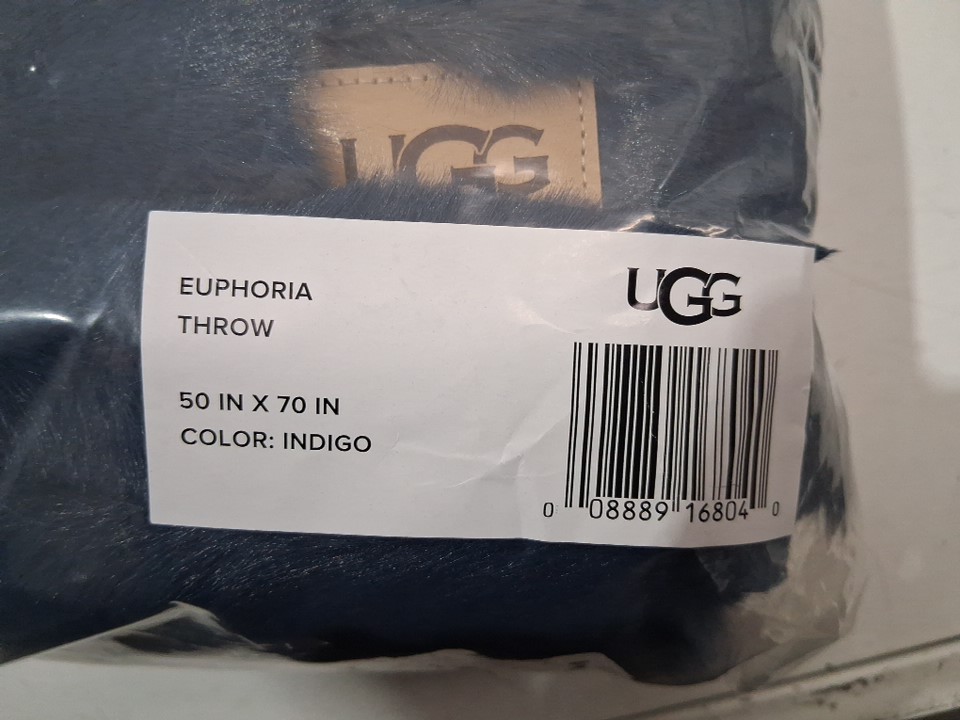 UGG
EUPHORIA
THROW
50 IN X 70 IN
COLOR: INDIGO
UGG
0 08889 16804 0